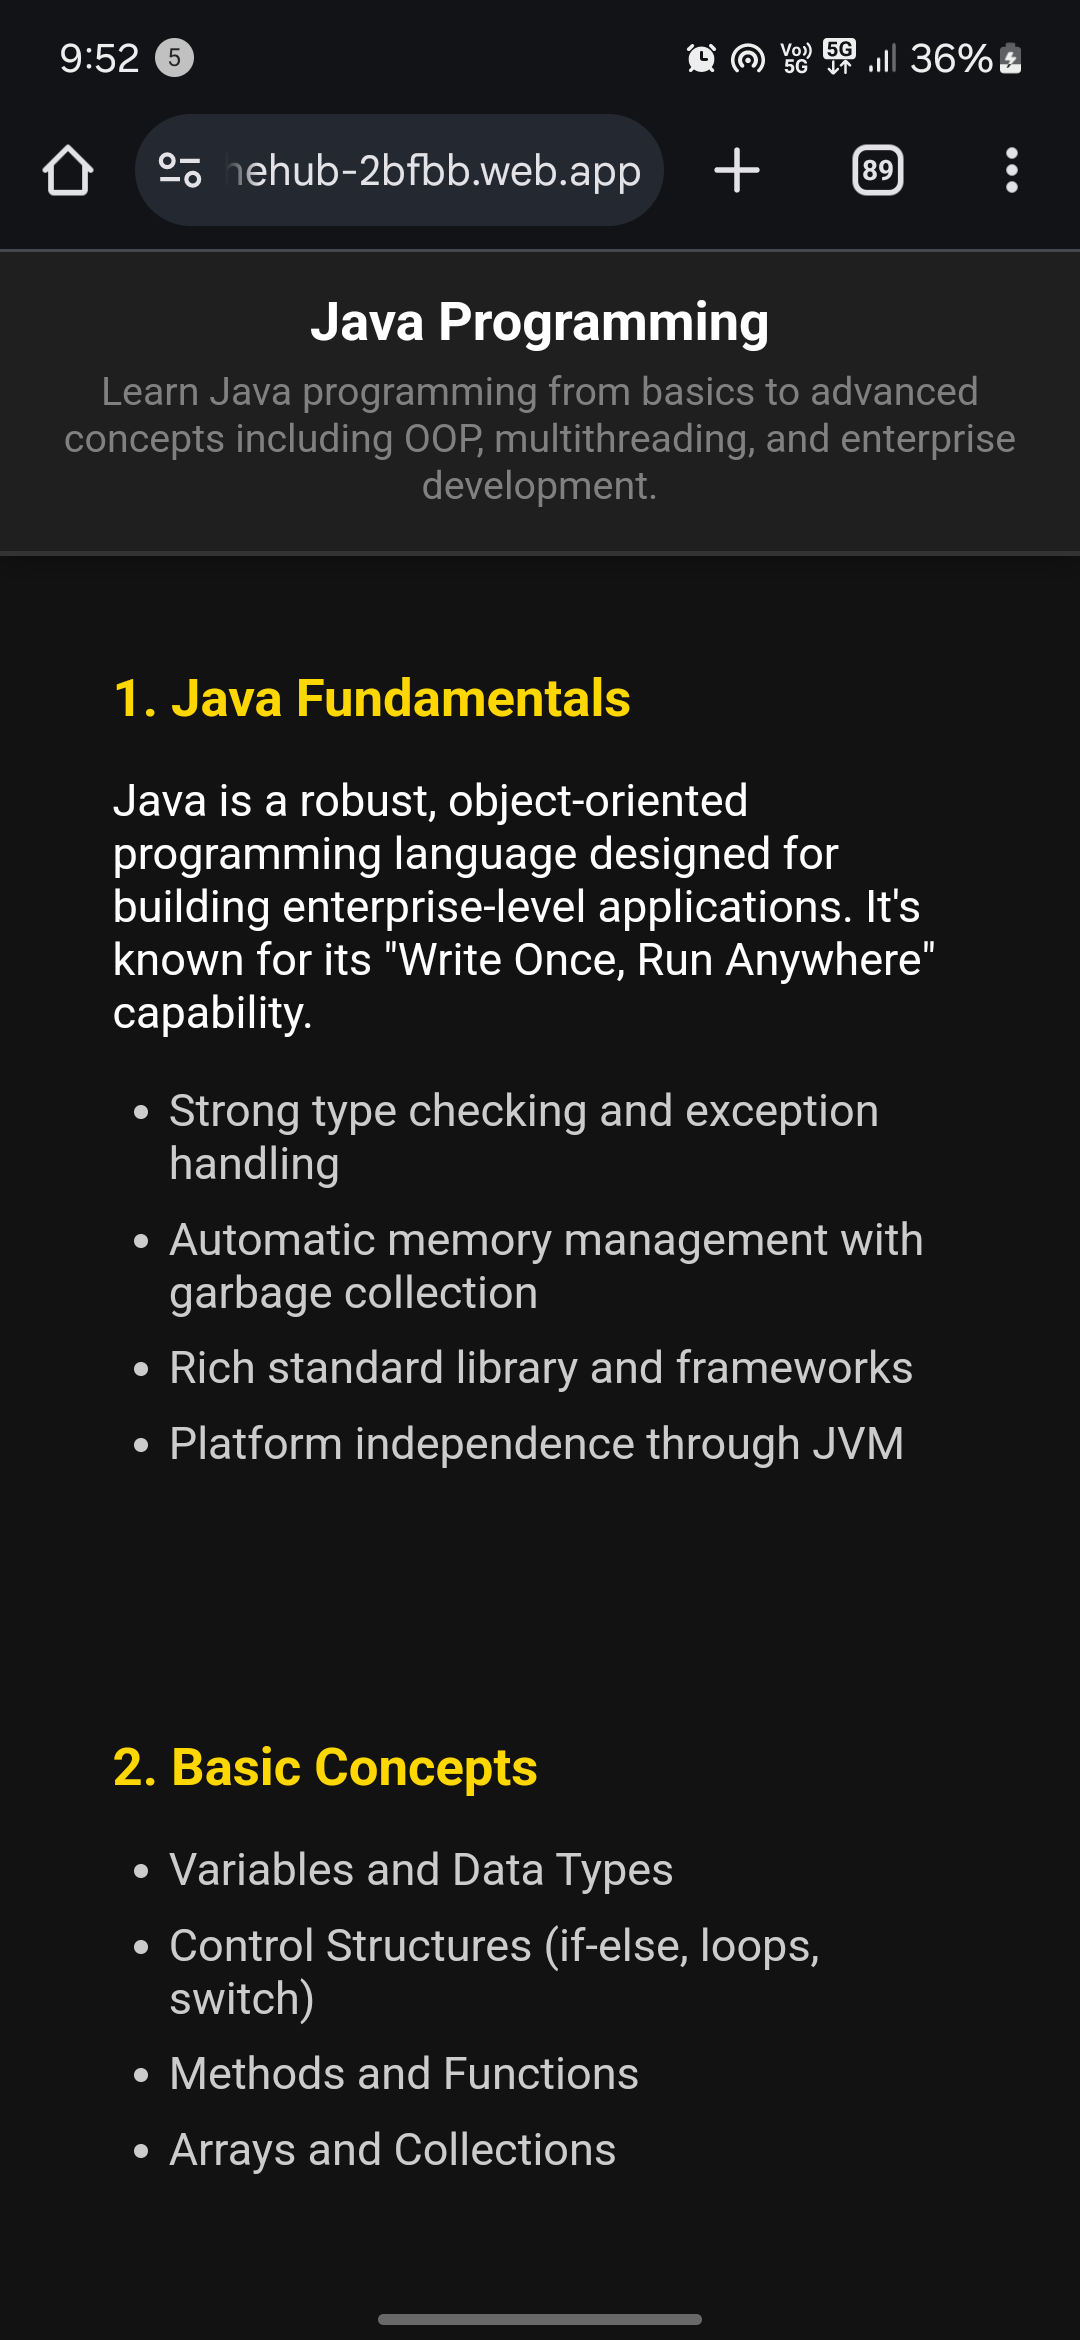 9:52 5 Vo)) 5G 5G 36%
hehub-2bfbb.web.app 89
Java Programming
Learn Java programming from basics to advanced
concepts including OOP, multithreading, and enterprise
development.
1. Java Fundamentals
Java is a robust, object-oriented
programming language designed for
building enterprise-level applications. It's
known for its "Write Once, Run Anywhere"
capability.
• Strong type checking and exception
handling
• Automatic memory management with
garbage collection
• Rich standard library and frameworks
• Platform independence through JVM
2. Basic Concepts
• Variables and Data Types
• Control Structures (if-else, loops,
switch)
• Methods and Functions
• Arrays and Collections